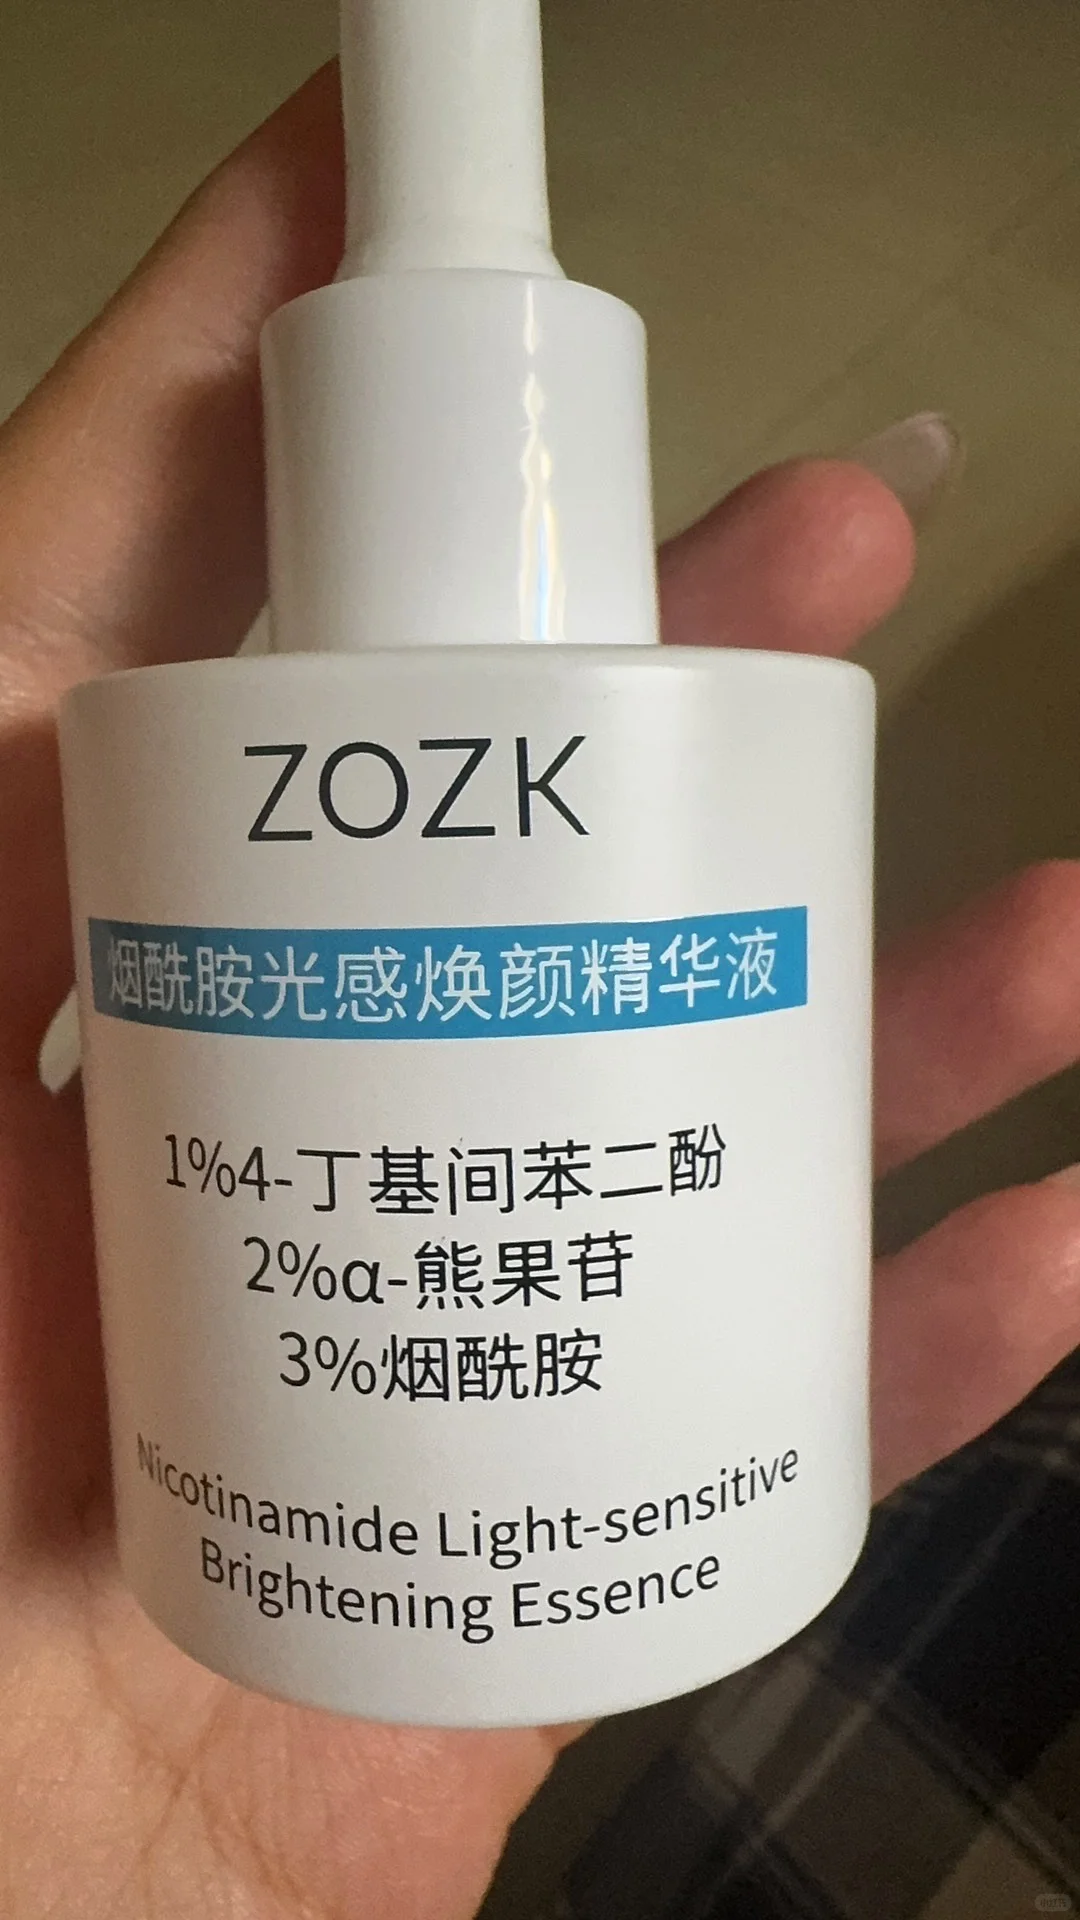 ZOZK
烟酰胺光感焕颜精华液
1%4-丁基间苯二酚
2%α-熊果苷
3%烟酰胺
Nicotinamide Light-sensitive
Brightening Essence